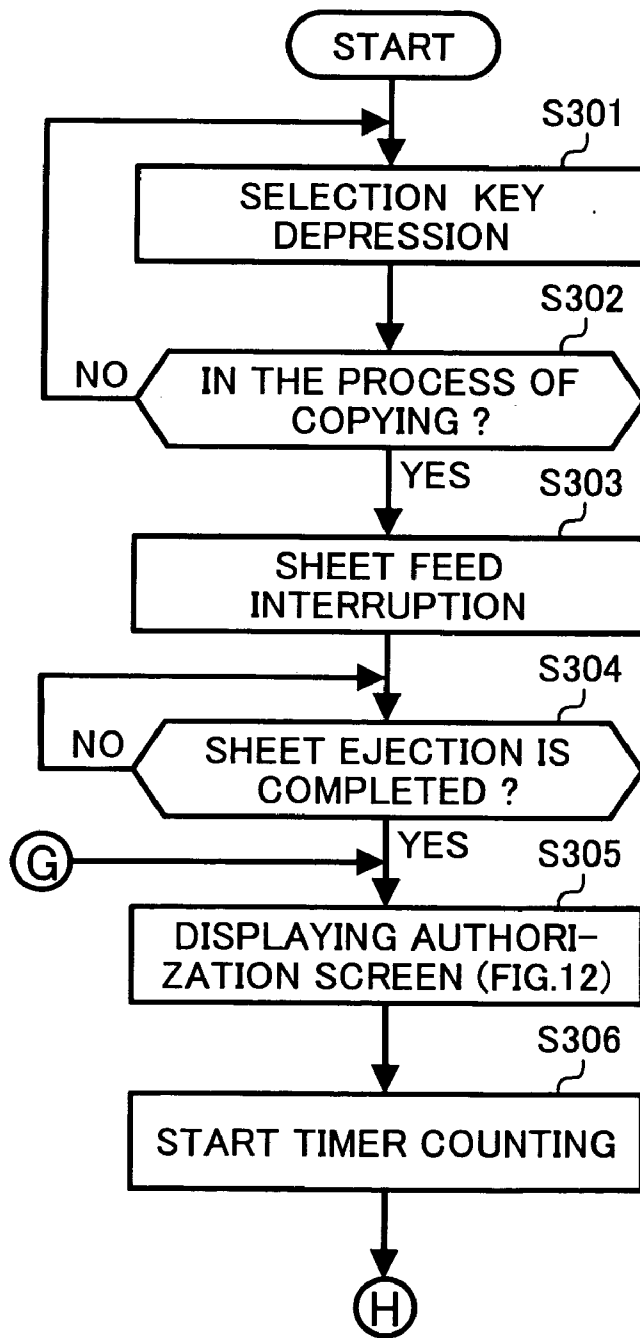 START
S301
SELECTION KEY
DEPRESSION
S302
NO
IN THE PROCESS OF
COPYING ?
YES
S303
SHEET FEED
INTERRUPTION
S304
NO
SHEET EJECTION IS
COMPLETED ?
G
YES
S305
DISPLAYING AUTHORI-
ZATION SCREEN (FIG.12)
S306
START TIMER COUNTING
H